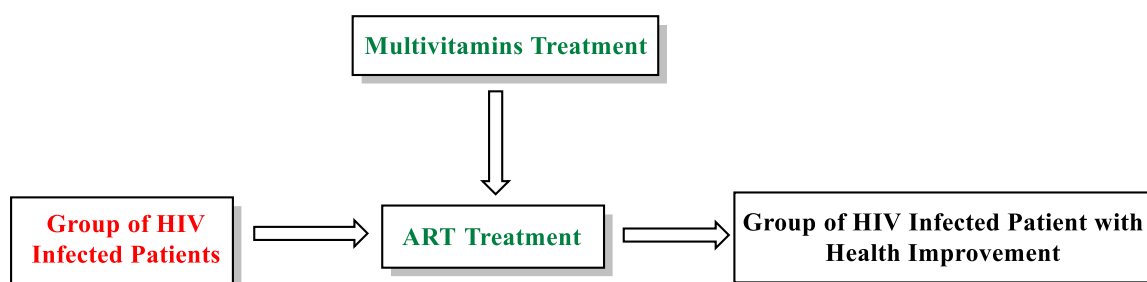 Multivitamins Treatment
Group of HIV
Infected Patients
ART Treatment
Group of HIV Infected Patient with
Health Improvement